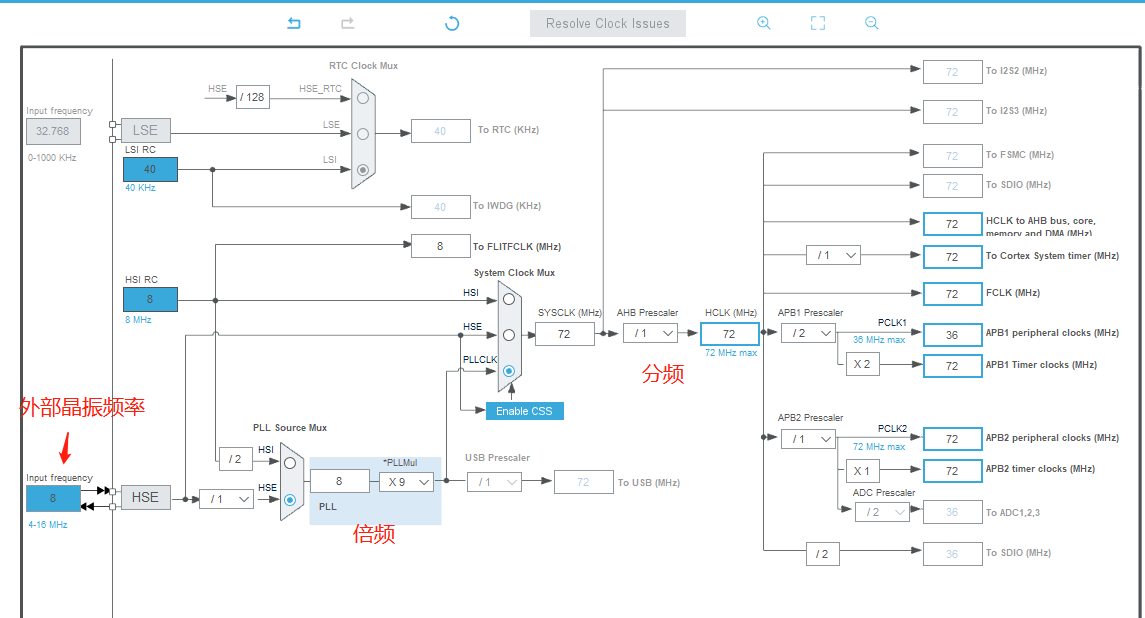 Resolve Clock Issues
RTC Clock Mux
HSE
/ 128
HSE_RTC
Input frequency
32.768
0-1000 KHz
LSE
LSE
40
To RTC (KHz)
LSI RC
40
40 KHz
LSI
40
To IWDG (KHz)
8
To FLITFCLK (MHz)
HSI RC
8
8 MHz
System Clock Mux
HSI
HSE
PLLCLK
Enable CSS
SYSCLK (MHz)
72
AHB Prescaler
/ 1
HCLK (MHz)
72
72 MHz max
分频
72
To I2S2 (MHz)
72
To I2S3 (MHz)
72
To FSMC (MHz)
72
To SDIO (MHz)
72
HCLK to AHB bus, core,
memory and DMA (MHz)
/ 1
72
To Cortex System timer (MHz)
72
FCLK (MHz)
APB1 Prescaler
/ 2
PCLK1
36 MHz max
36
APB1 peripheral clocks (MHz)
X 2
72
APB1 Timer clocks (MHz)
APB2 Prescaler
/ 1
PCLK2
72 MHz max
72
APB2 peripheral clocks (MHz)
X 1
72
APB2 timer clocks (MHz)
ADC Prescaler
/ 2
36
To ADC1,2,3
/ 2
36
To SDIO (MHz)
外部晶振频率
Input frequency
8
4-16 MHz
HSE
PLL Source Mux
/ 2
HSI
/ 1
HSE
8
*PLLMul
X 9
PLL
倍频
USB Prescaler
/ 1
72
To USB (MHz)